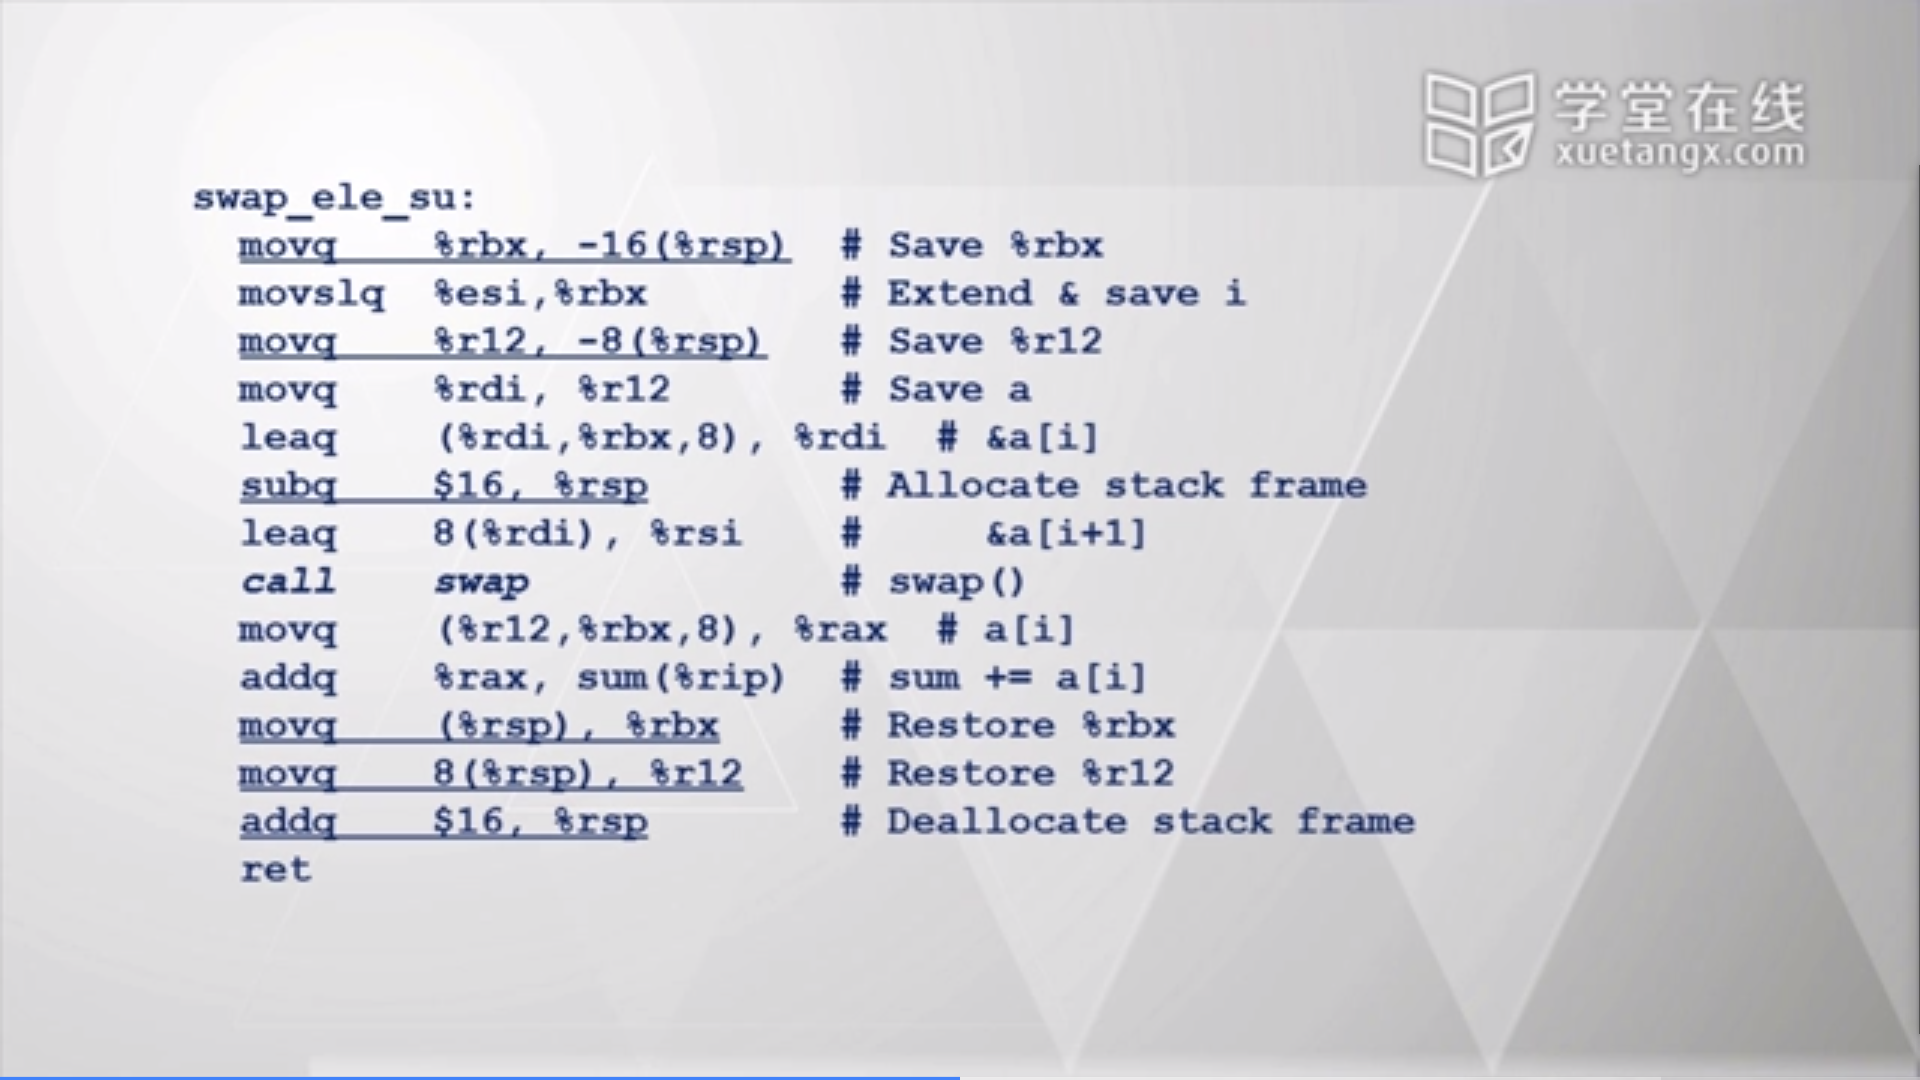 学堂在线
xuetangx.com
swap_ele_su:
movq %rbx, -16(%rsp) # Save %rbx
movslq %esi,%rbx # Extend & save i
movq %r12, -8(%rsp) # Save %r12
movq %rdi, %r12 # Save a
leaq (%rdi,%rbx,8), %rdi # &a[i]
subq $16, %rsp # Allocate stack frame
leaq 8(%rdi), %rsi # &a[i+1]
call swap # swap()
movq (%r12,%rbx,8), %rax # a[i]
addq %rax, sum(%rip) # sum += a[i]
movq (%rsp), %rbx # Restore %rbx
movq 8(%rsp), %r12 # Restore %r12
addq $16, %rsp # Deallocate stack frame
ret